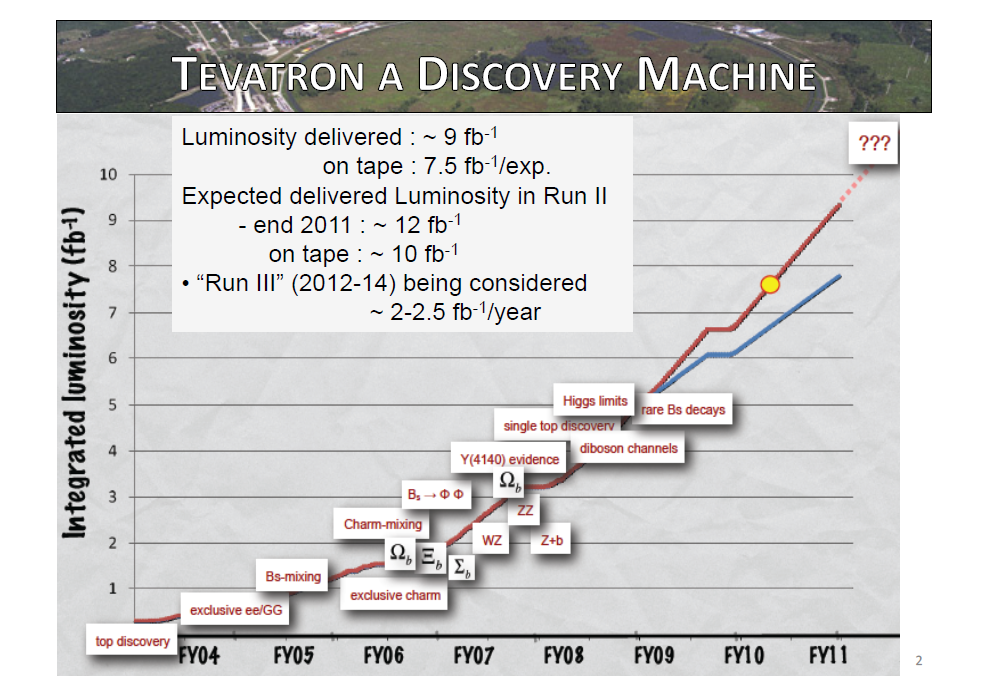 TEVATRON A DISCOVERY MACHINE
Luminosity delivered : ~ 9 fb⁻¹
on tape : 7.5 fb⁻¹/exp.
Expected delivered Luminosity in Run II
- end 2011 : ~ 12 fb⁻¹
on tape : ~ 10 fb⁻¹
• “Run III” (2012-14) being considered
~ 2-2.5 fb⁻¹/year
???
Integrated luminosity (fb⁻¹)
10
9
8
7
6
5
4
3
2
1
Higgs limits
rare Bs decays
single top discovery
diboson channels
Y(4140) evidence
Ωb
Bs → Φ Φ
ZZ
Charm-mixing
WZ
Z+b
Ωb
Ξb
Σb
Bs-mixing
exclusive charm
exclusive ee/GG
top discovery
FY04 FY05 FY06 FY07 FY08 FY09 FY10 FY11
2